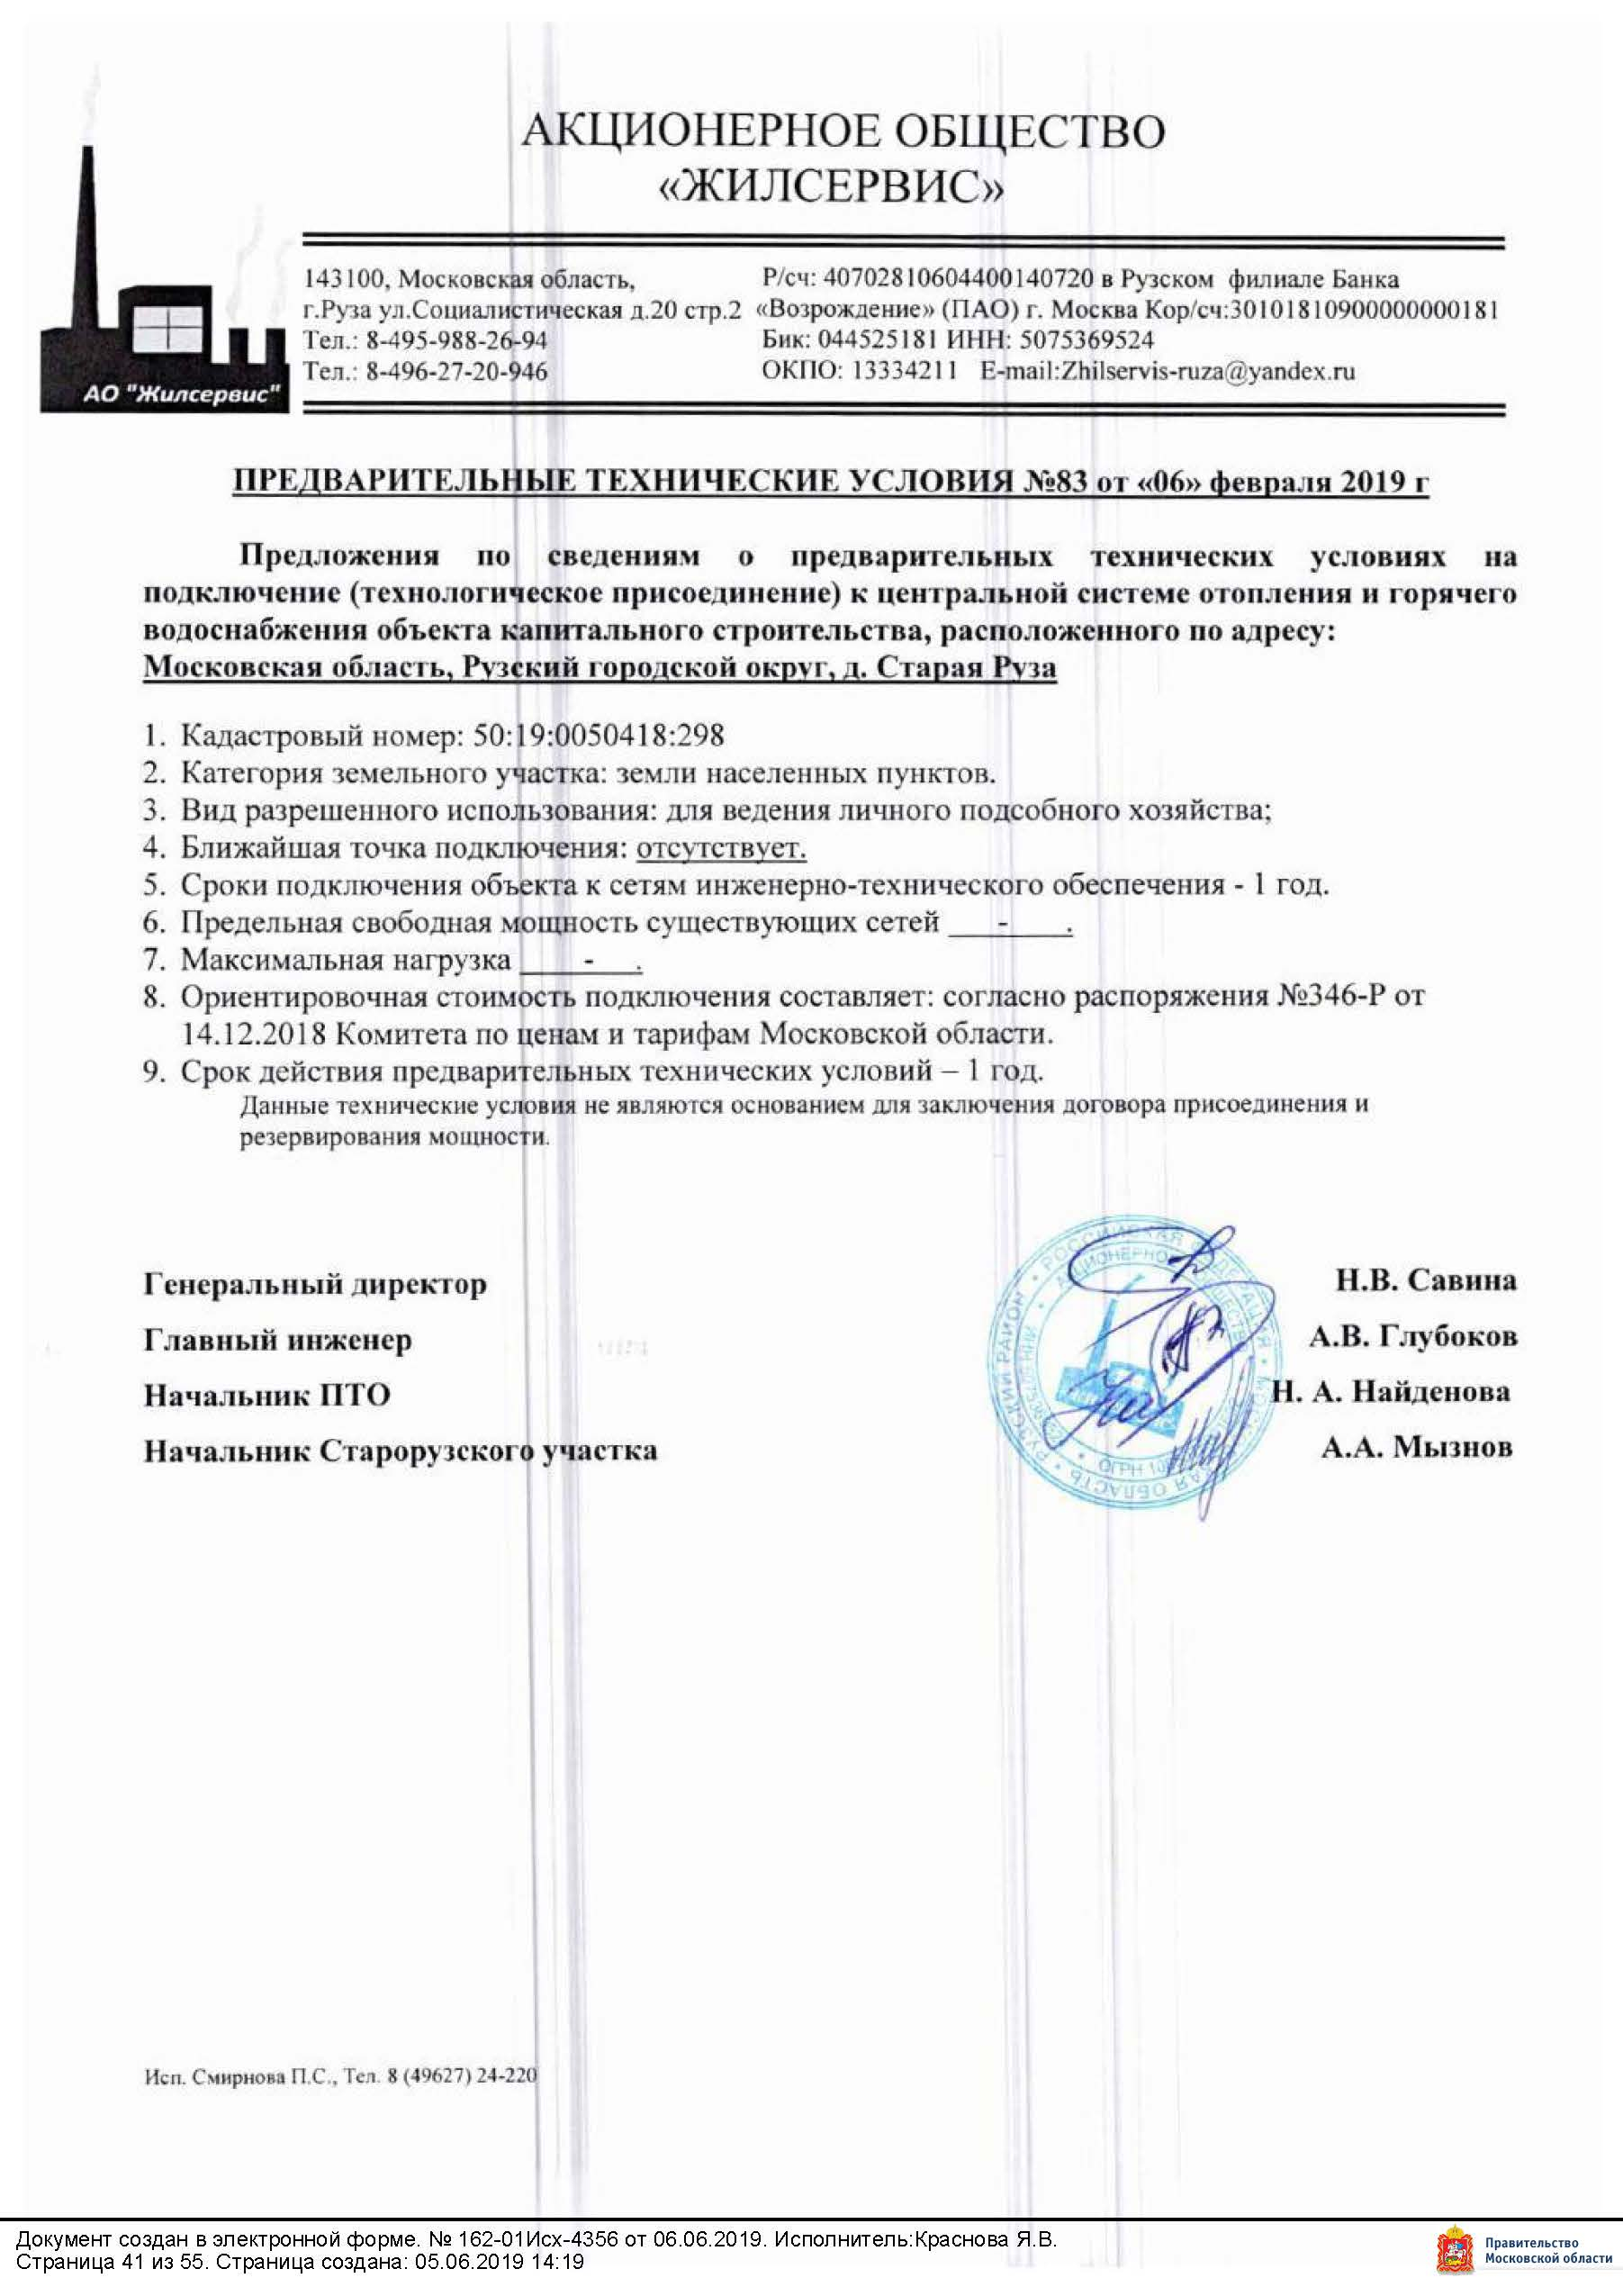 АКЦИОНЕРНОЕ ОБЩЕСТВО
«ЖИЛСЕРВИС»
АО "Жилсервис"
143100, Московская область,
г.Руза ул.Социалистическая д.20 стр.2
Тел.: 8-495-988-26-94
Тел.: 8-496-27-20-946
Р/сч: 40702810604400140720 в Рузском филиале Банка
«Возрождение» (ПАО) г. Москва Кор/сч:30101810900000000181
Бик: 044525181 ИНН: 5075369524
ОКПО: 13334211 E-mail:Zhilservis-ruza@yandex.ru
ПРЕДВАРИТЕЛЬНЫЕ ТЕХНИЧЕСКИЕ УСЛОВИЯ №83 от «06» февраля 2019 г
Предложения по сведениям о предварительных технических условиях на
подключение (технологическое присоединение) к центральной системе отопления и горячего
водоснабжения объекта капитального строительства, расположенного по адресу:
Московская область, Рузский городской округ, д. Старая Руза
1. Кадастровый номер: 50:19:0050418:298
2. Категория земельного участка: земли населенных пунктов.
3. Вид разрешенного использования: для ведения личного подсобного хозяйства;
4. Ближайшая точка подключения: отсутствует.
5. Сроки подключения объекта к сетям инженерно-технического обеспечения - 1 год.
6. Предельная свободная мощность существующих сетей ___-____.
7. Максимальная нагрузка ____-___.
8. Ориентировочная стоимость подключения составляет: согласно распоряжения №346-Р от
14.12.2018 Комитета по ценам и тарифам Московской области.
9. Срок действия предварительных технических условий – 1 год.
Данные технические условия не являются основанием для заключения договора присоединения и
резервирования мощности.
Генеральный директор Н.В. Савина
Главный инженер А.В. Глубоков
Начальник ПТО Н. А. Найденова
Начальник Старорузского участка А.А. Мызнов
Исп. Смирнова П.С., Тел. 8 (49627) 24-220
Документ создан в электронной форме. № 162-01Исх-4356 от 06.06.2019. Исполнитель:Краснова Я.В.
Страница 41 из 55. Страница создана: 05.06.2019 14:19
Правительство
Московской области